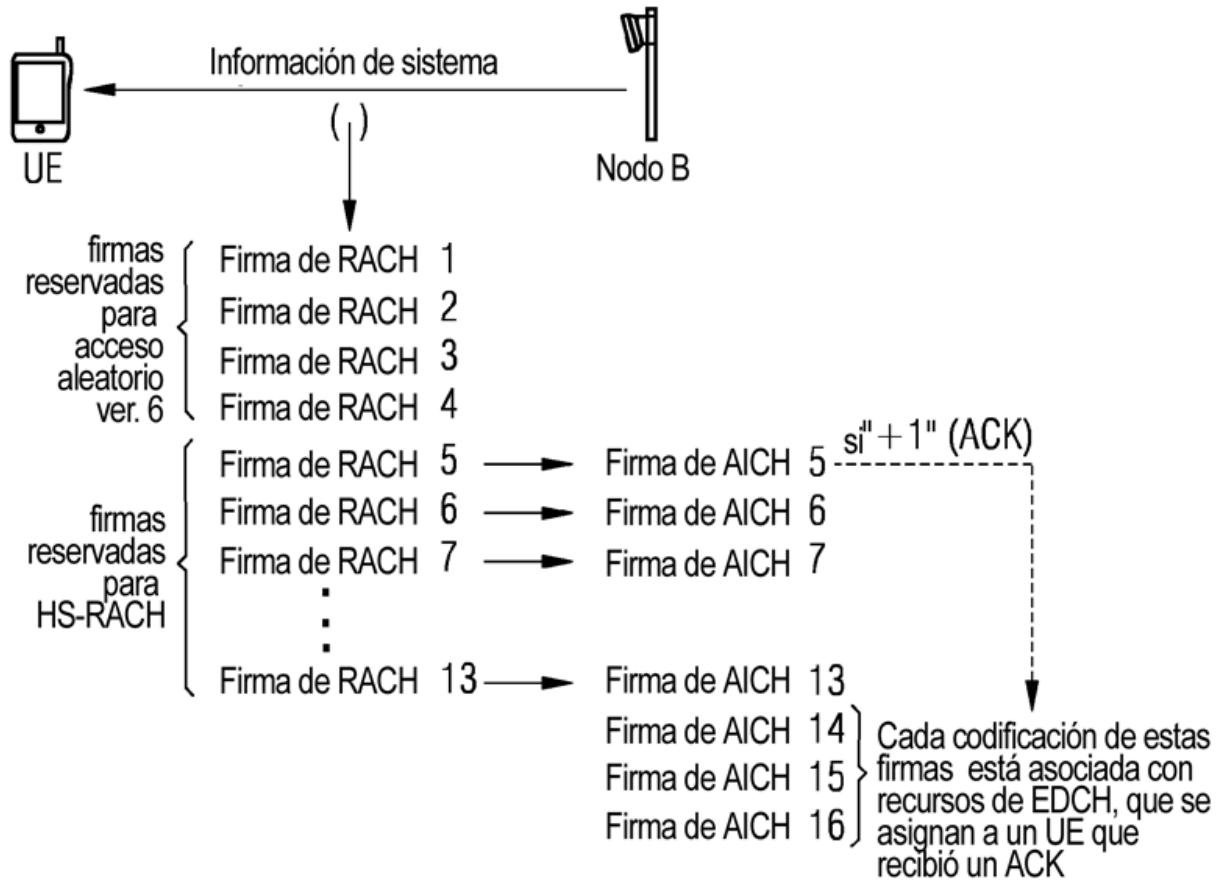 Información de sistema
( )
UE
Nodo B
firmas
reservadas
para
acceso
aleatorio
ver. 6
Firma de RACH 1
Firma de RACH 2
Firma de RACH 3
Firma de RACH 4
firmas
reservadas
para
HS-RACH
Firma de RACH 5
Firma de RACH 6
Firma de RACH 7
Firma de RACH 13
Firma de AICH 5
si"+1" (ACK)
Firma de AICH 6
Firma de AICH 7
Firma de AICH 13
Firma de AICH 14
Firma de AICH 15
Firma de AICH 16
Cada codificación de estas
firmas está asociada con
recursos de EDCH, que se
asignan a un UE que
recibió un ACK